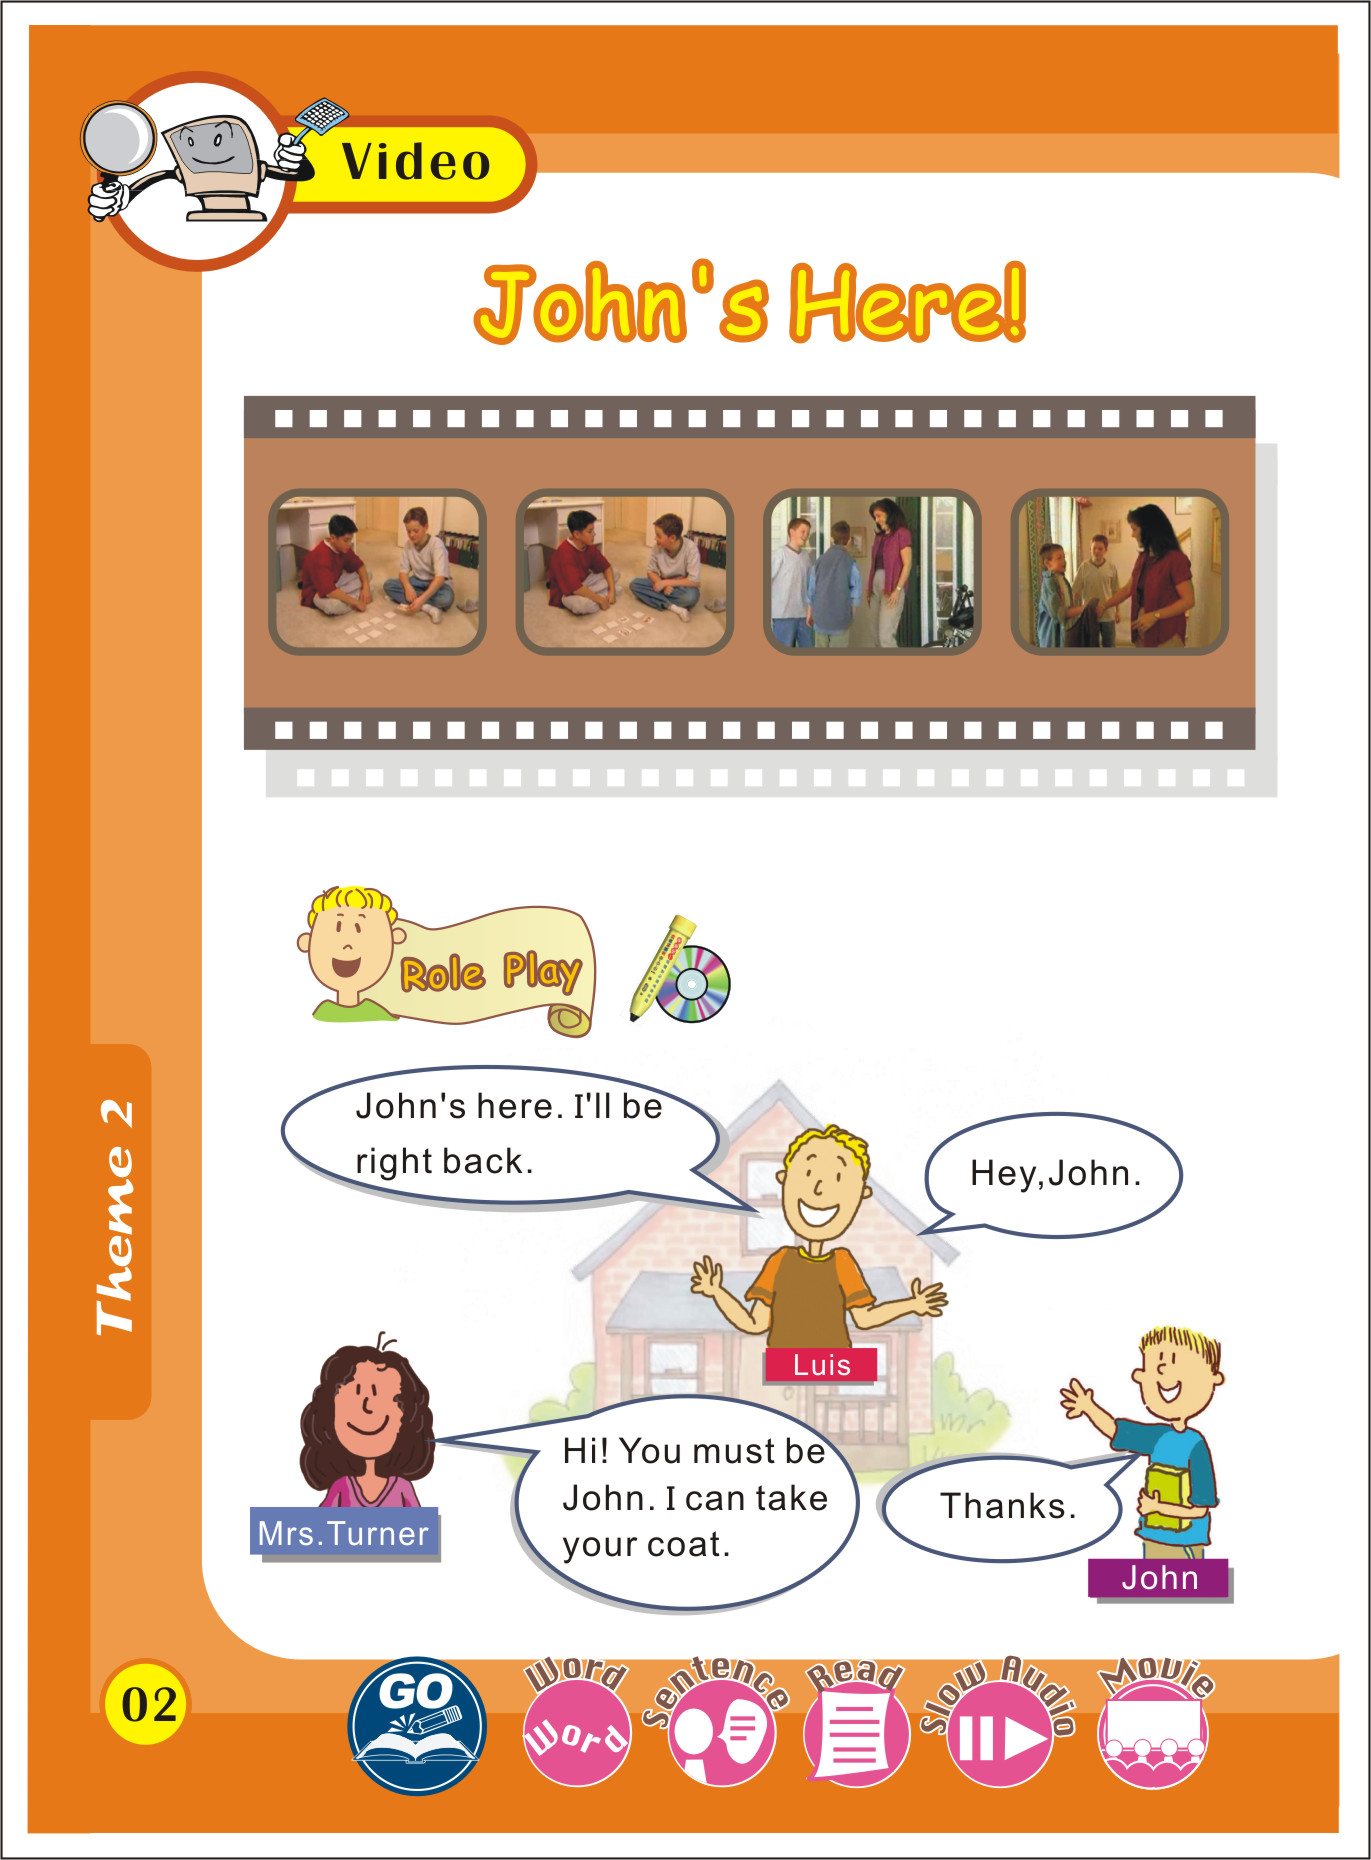 Video
John's Here!
Role Play
John's here. I'll be
right back.
Hey,John.
Luis
Hi! You must be
John. I can take
your coat.
Mrs.Turner
Thanks.
John
Theme 2
02
GO
Word
Word
Sentence
Read
Slow Audio
Movie